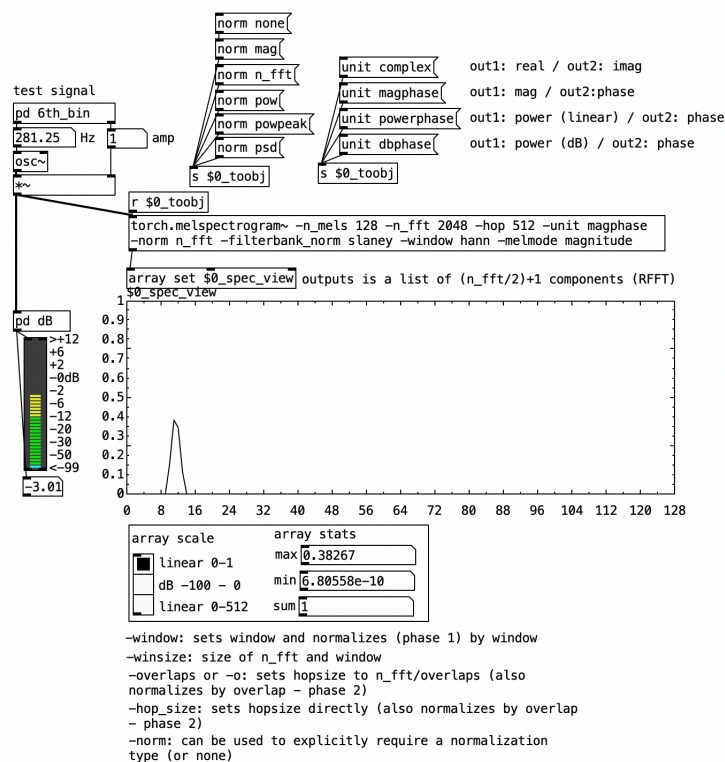 norm none
norm mag
norm n_fft
norm pow
norm powpeak
norm psd
s $0_toobj
unit complex
out1: real / out2: imag
unit magphase
out1: mag / out2:phase
unit powerphase
out1: power (linear) / out2: phase
unit dbphase
out1: power (dB) / out2: phase
s $0_toobj
test signal
pd 6th_bin
281.25 Hz
1 amp
osc~
*~
r $0_toobj
torch.melspectrogram~ -n_mels 128 -n_fft 2048 -hop 512 -unit magphase
-norm n_fft -filterbank_norm slaney -window hann -melmode magnitude
array set $0_spec_view
outputs is a list of (n_fft/2)+1 components (RFFT)
$0_spec_view
pd dB
>+12
+6
+2
-0dB
-2
-6
-12
-20
-30
-50
<-99
-3.01
1
0.9
0.8
0.7
0.6
0.5
0.4
0.3
0.2
0.1
0
0 8 16 24 32 40 48 56 64 72 80 88 96 104 112 120 128
array scale
linear 0-1
dB -100 - 0
linear 0-512
array stats
max 0.38267
min 6.80558e-10
sum 1
-window: sets window and normalizes (phase 1) by window
-winsize: size of n_fft and window
-overlaps or -o: sets hopsize to n_fft/overlaps (also
normalizes by overlap - phase 2)
-hop_size: sets hopsize directly (also normalizes by overlap
- phase 2)
-norm: can be used to explicitly require a normalization
type (or none)